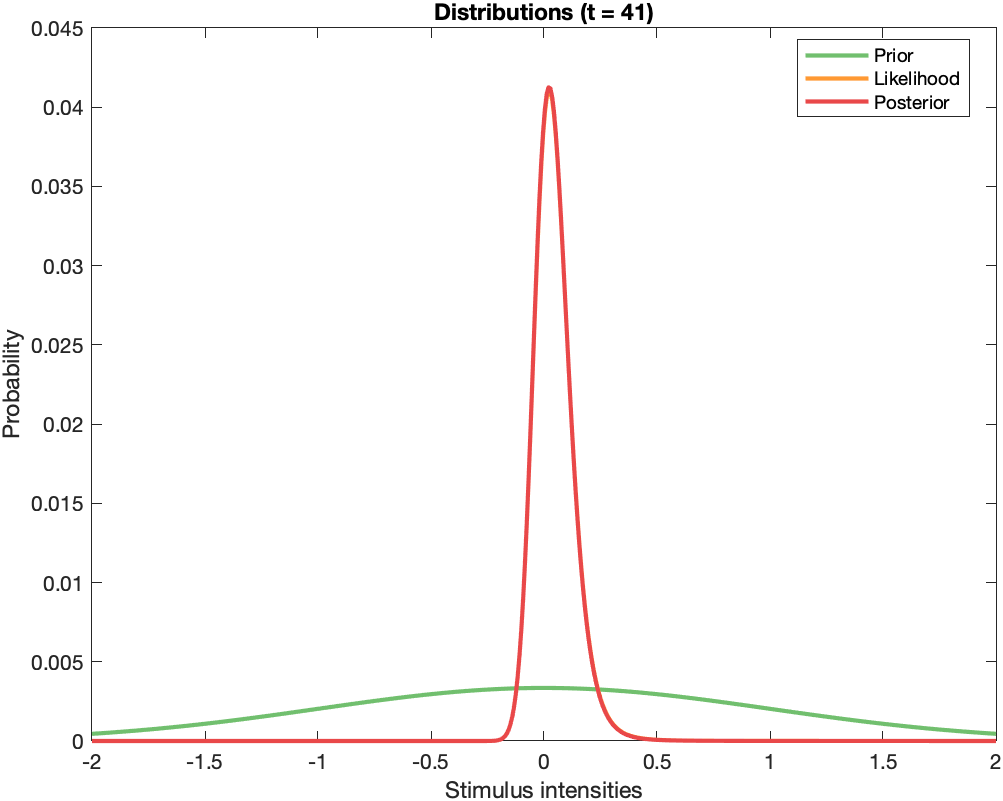 Distributions (t = 41)
Prior
Likelihood
Posterior
0.045
0.04
0.035
0.03
0.025
0.02
0.015
0.01
0.005
0
Probability
-2 -1.5 -1 -0.5 0 0.5 1 1.5 2
Stimulus intensities